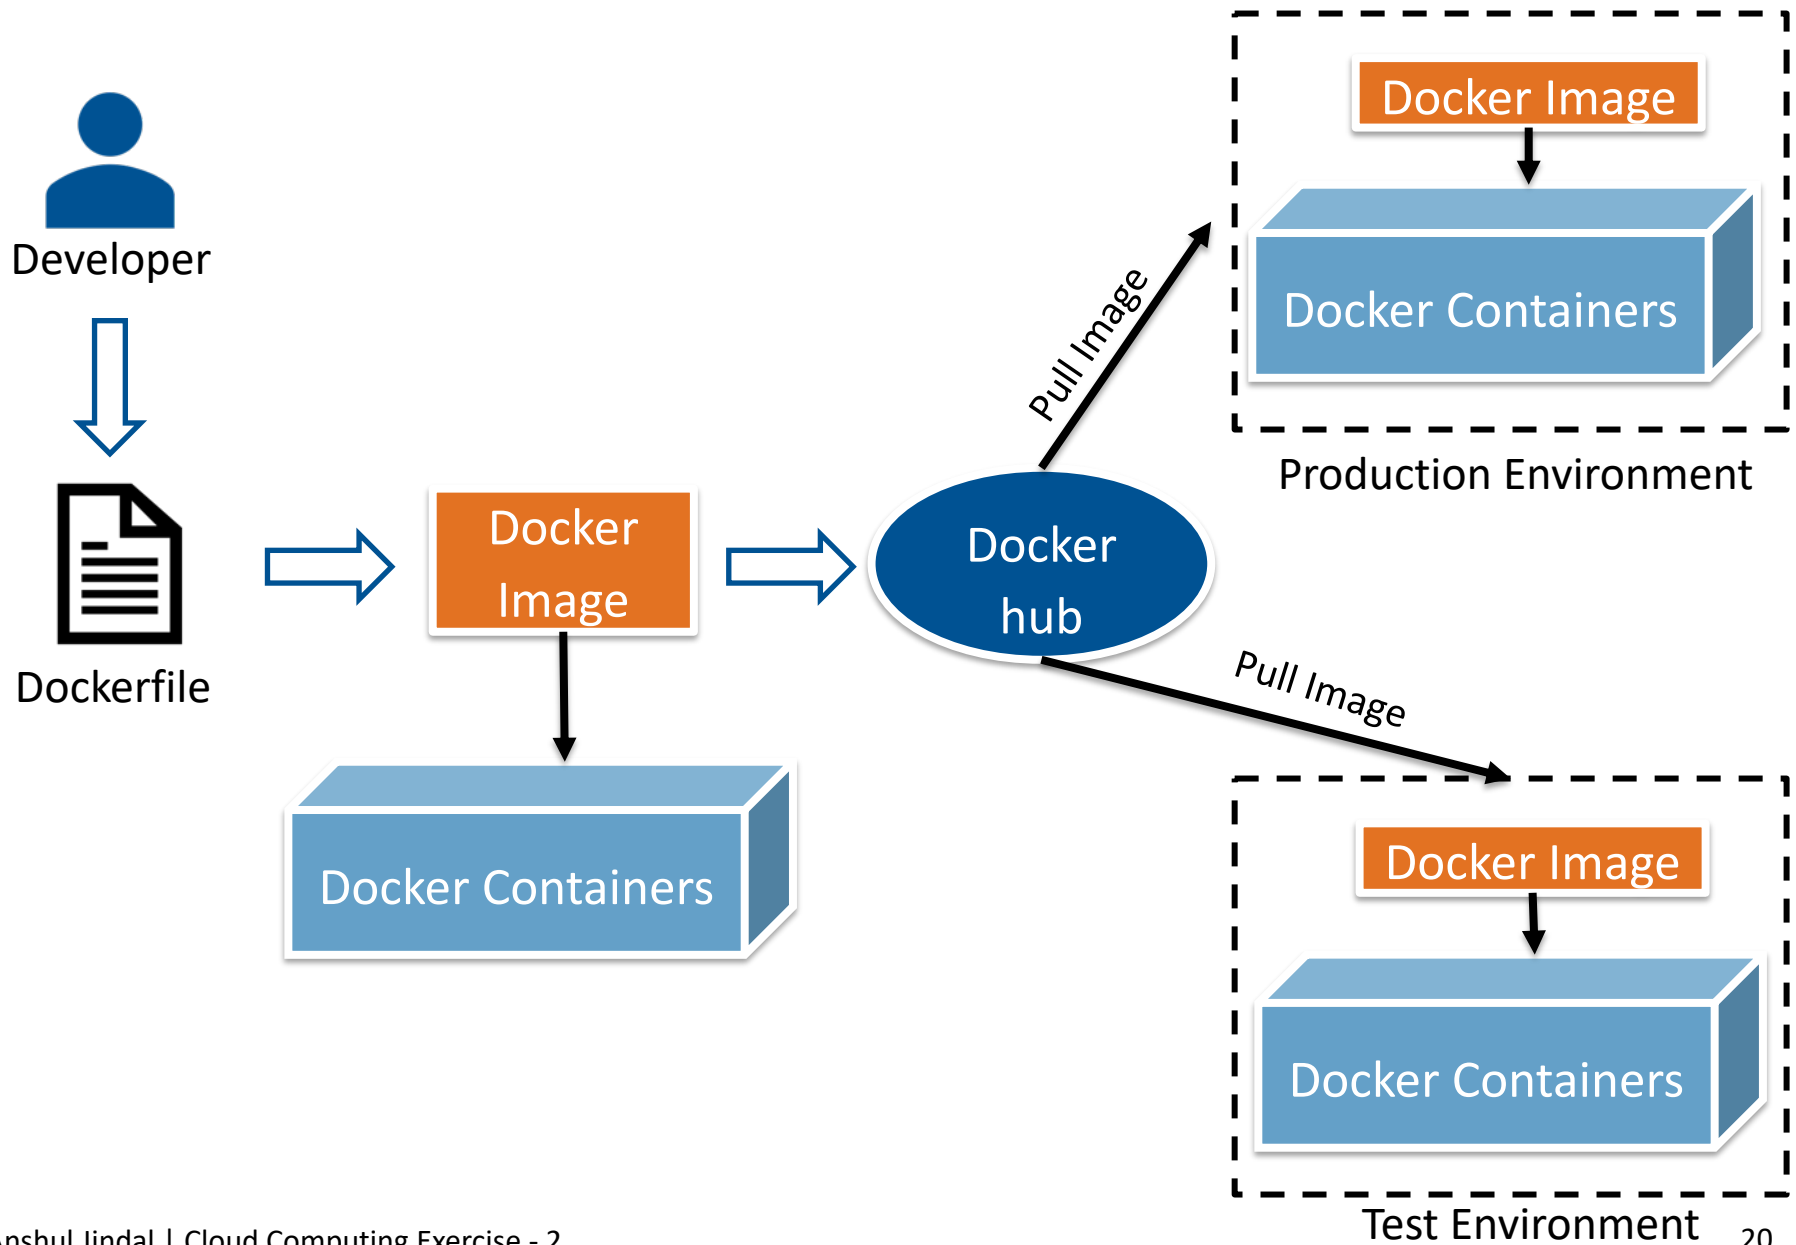 Developer
Dockerfile
Docker
Image
Docker Containers
Docker
hub
Pull Image
Docker Image
Docker Containers
Production Environment
Pull Image
Docker Image
Docker Containers
Test Environment
Jindal | Cloud Computing Exercise - 2
20